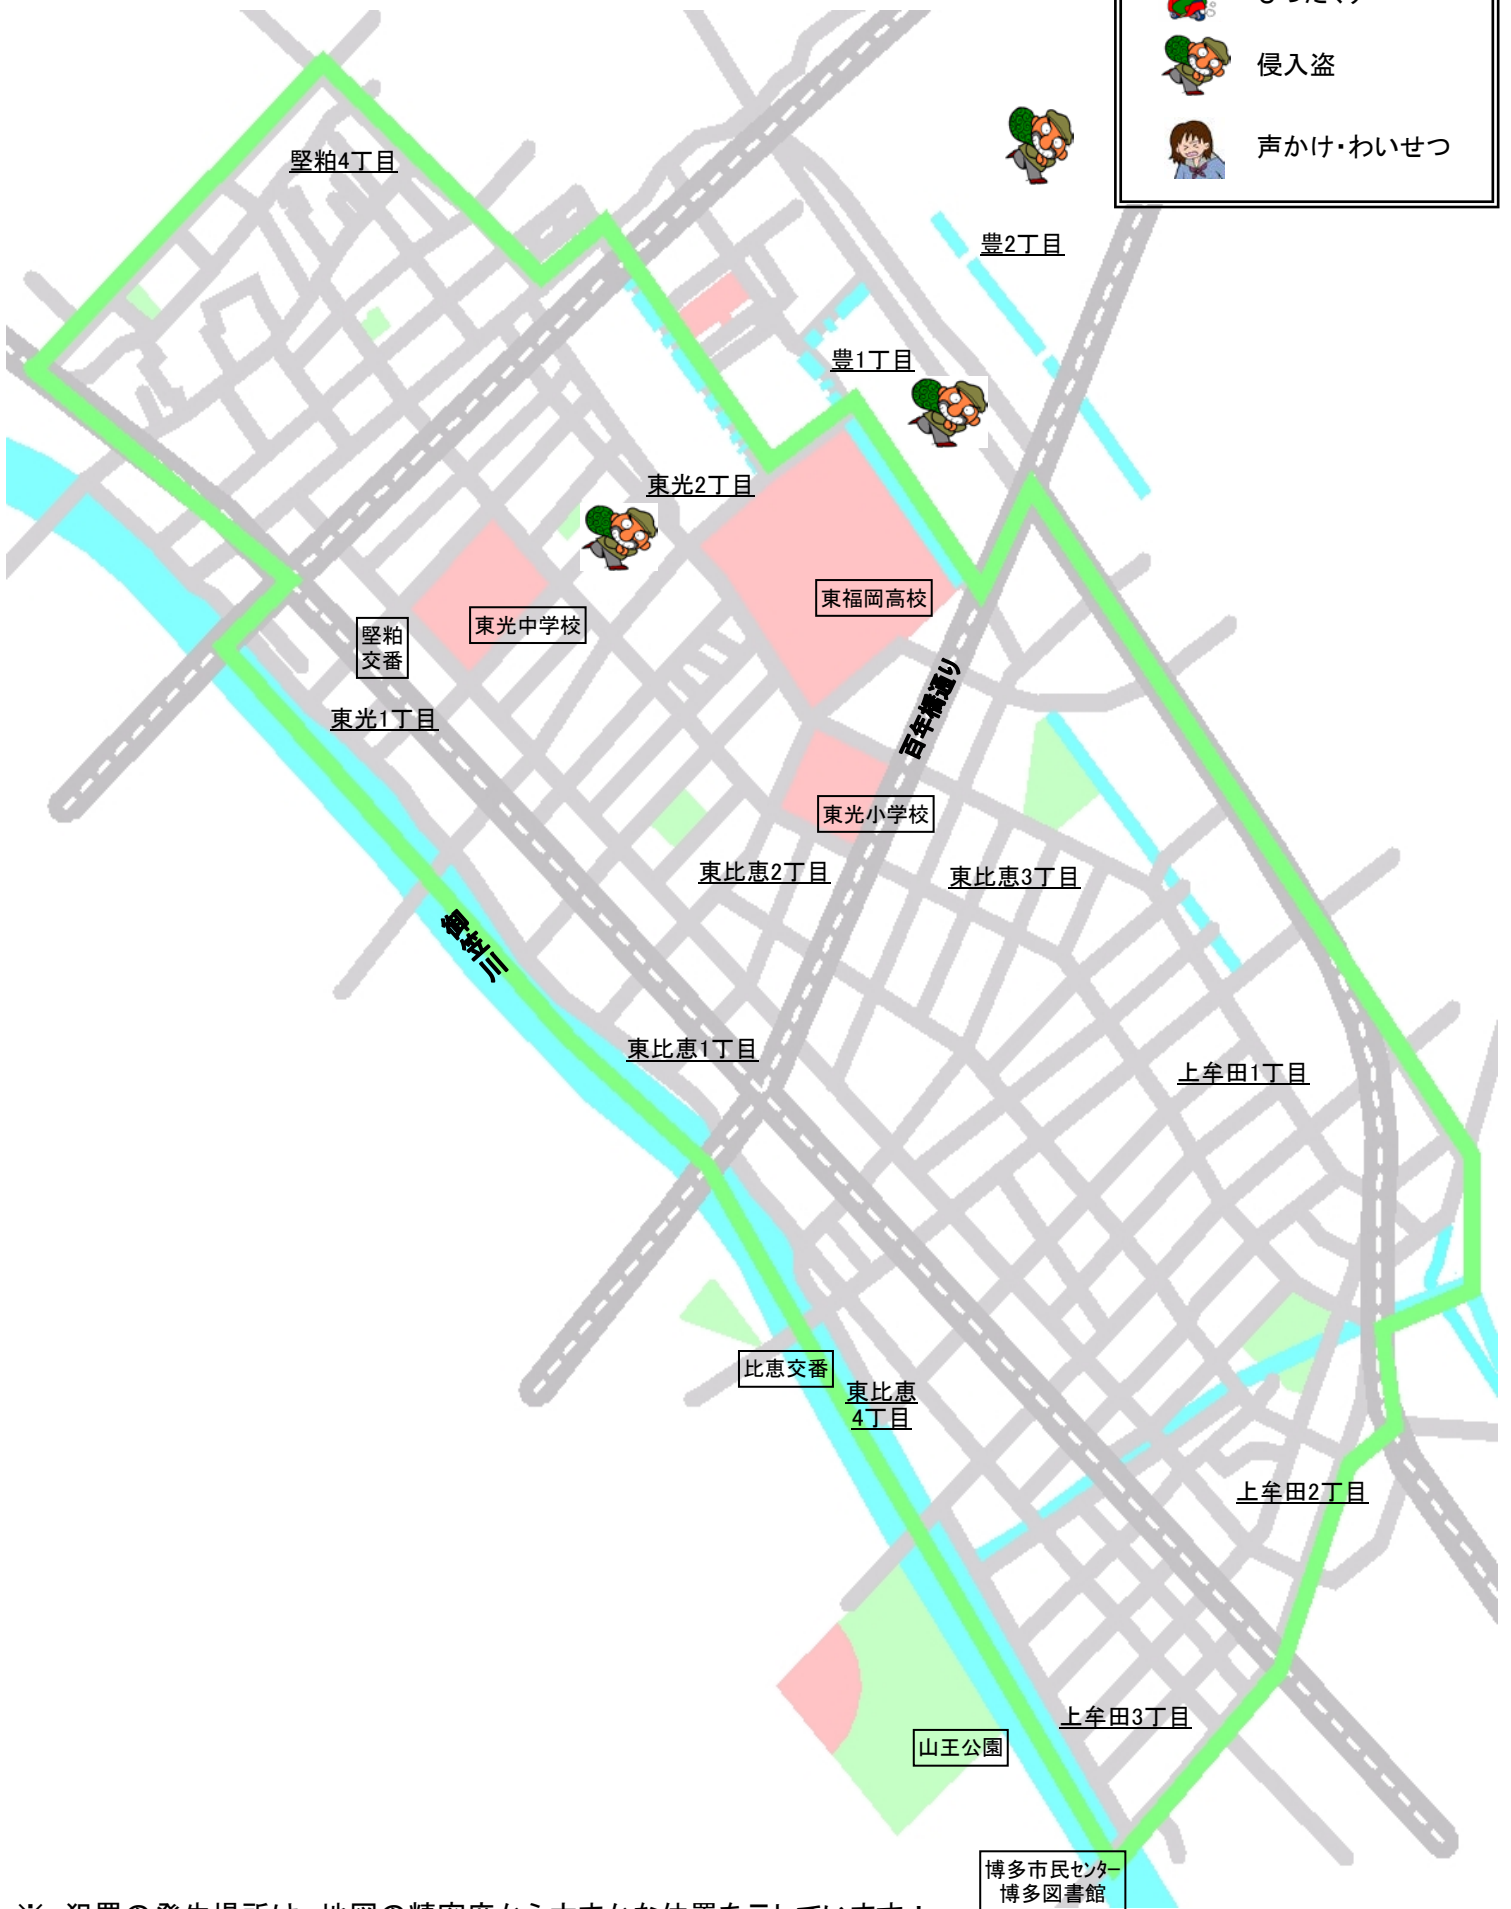 ひったくり
侵入盗
声かけ・わいせつ
堅粕4丁目
豊2丁目
豊1丁目
東光2丁目
東福岡高校
東光中学校
堅粕
交番
東光1丁目
百年橋通り
東光小学校
東比恵2丁目
東比恵3丁目
御笠川
東比恵1丁目
上牟田1丁目
比恵交番
東比恵
4丁目
上牟田2丁目
上牟田3丁目
山王公園
博多市民センター
博多図書館